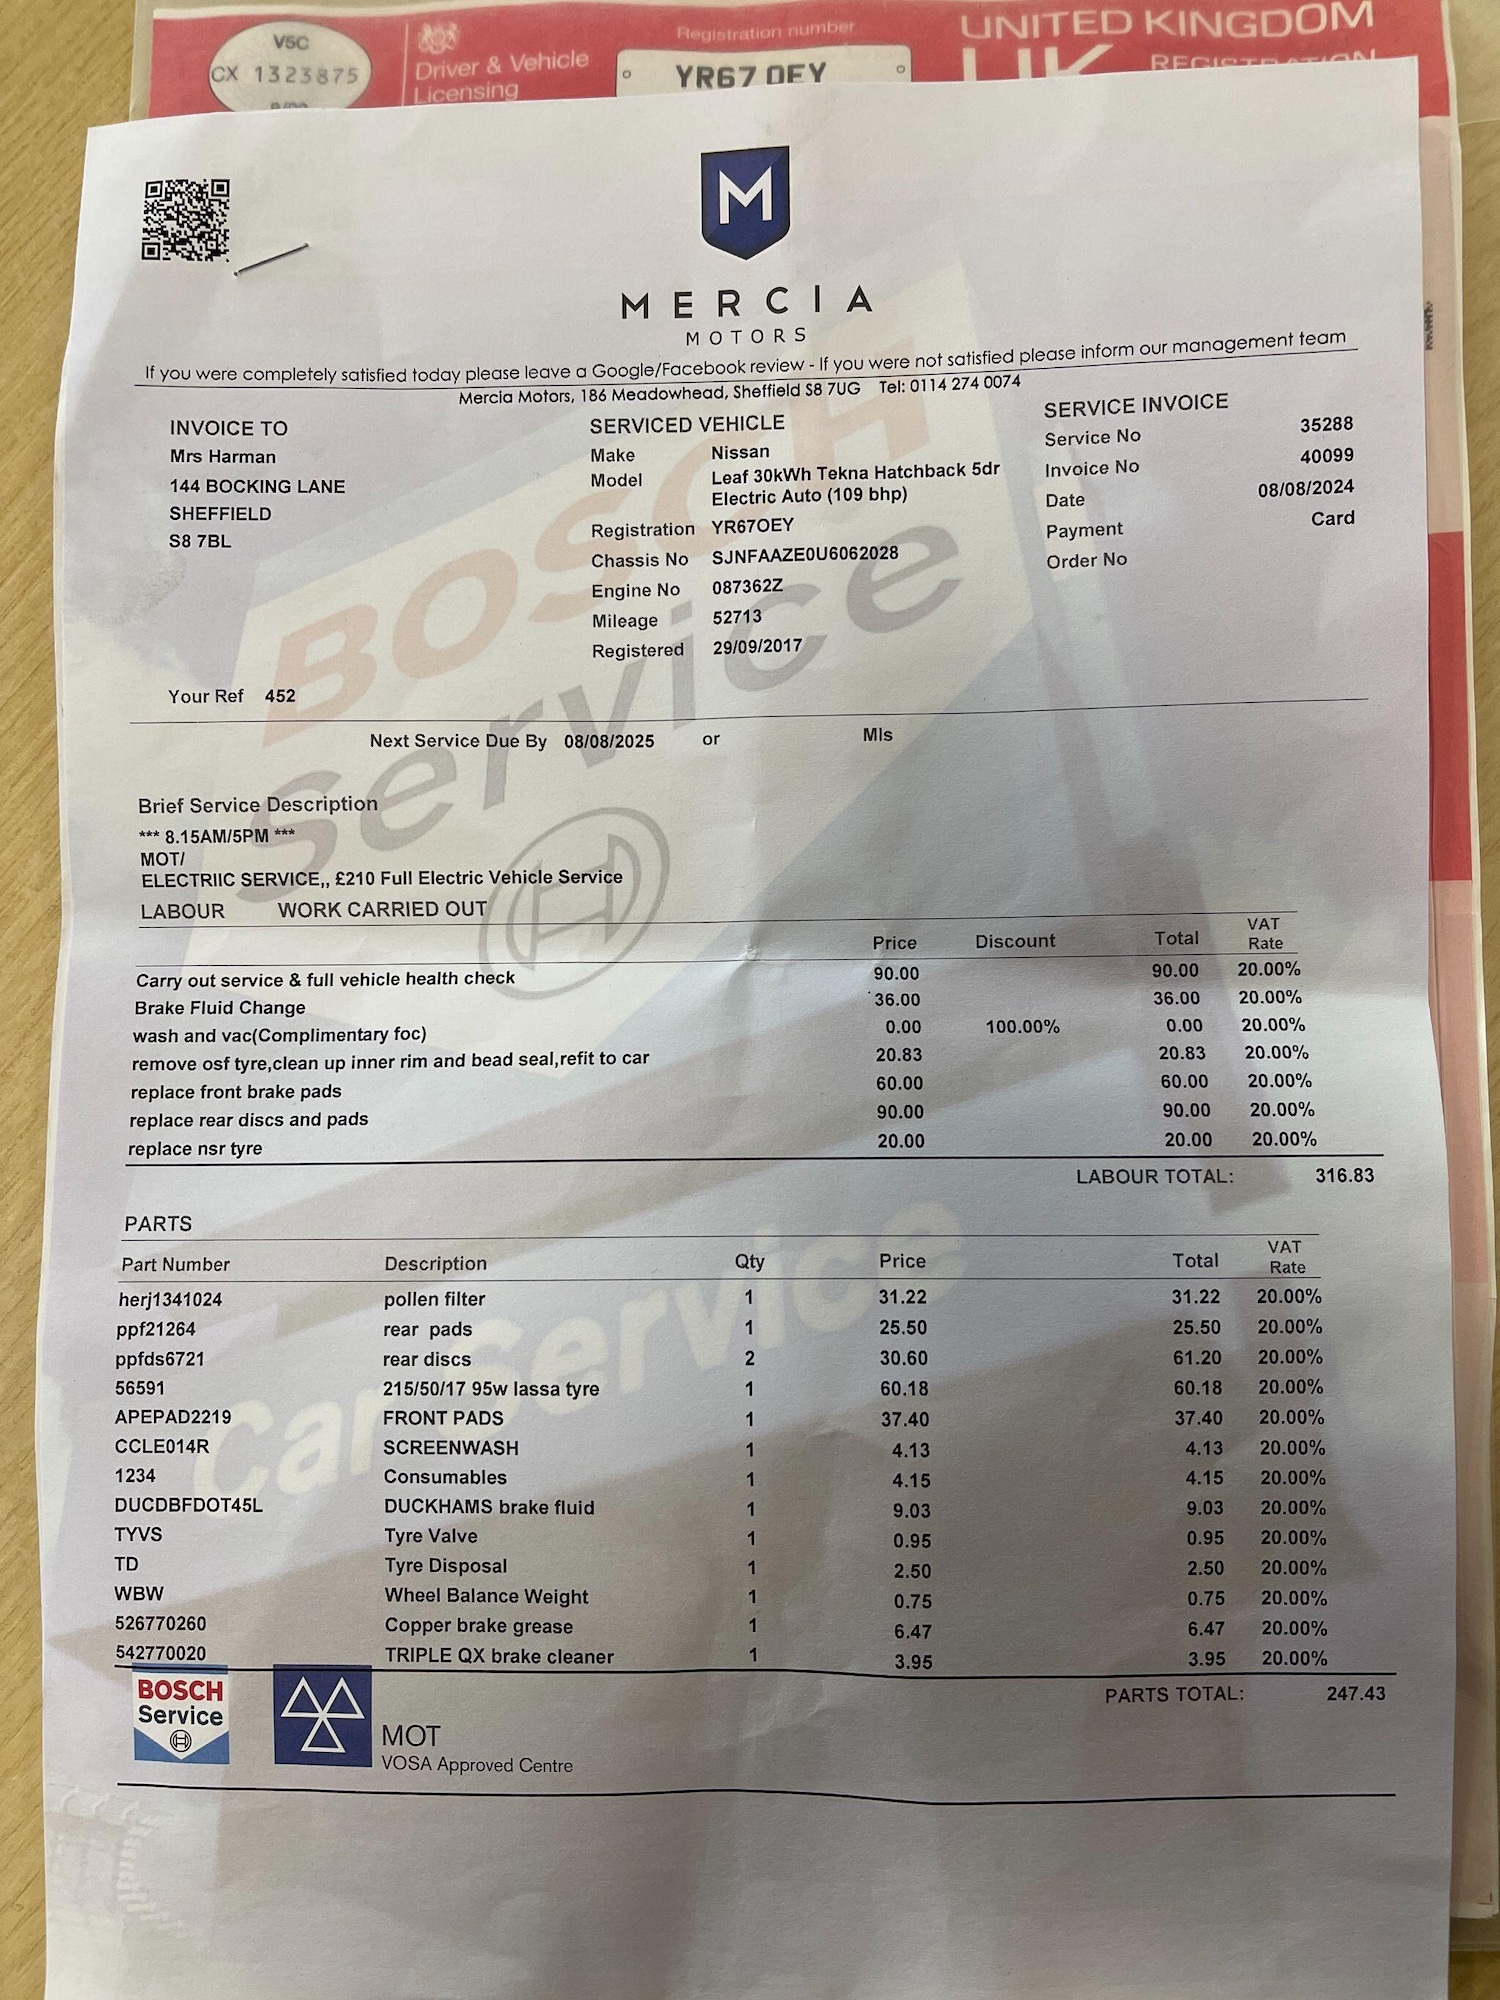 V5C
CX 1323875
Driver & Vehicle
Licensing
Registration number
YR67 OEY
UNITED KINGDOM
UK
REGISTRATION
M
MERCIA
MOTORS
If you were completely satisfied today please leave a Google/Facebook review - If you were not satisfied please inform our management team
Mercia Motors, 186 Meadowhead, Sheffield S8 7UG Tel: 0114 274 0074
INVOICE TO
Mrs Harman
144 BOCKING LANE
SHEFFIELD
S8 7BL
SERVICED VEHICLE
Make Nissan
Model Leaf 30kWh Tekna Hatchback 5dr
Electric Auto (109 bhp)
Registration YR67OEY
Chassis No SJNFAAZE0U6062028
Engine No 087362Z
Mileage 52713
Registered 29/09/2017
SERVICE INVOICE
Service No 35288
Invoice No 40099
Date 08/08/2024
Payment Card
Order No
Your Ref 452
Next Service Due By 08/08/2025 or Mls
Brief Service Description
*** 8.15AM/5PM ***
MOT/
ELECTRIIC SERVICE,, £210 Full Electric Vehicle Service
LABOUR WORK CARRIED OUT
Price Discount Total VAT Rate
Carry out service & full vehicle health check 90.00 90.00 20.00%
Brake Fluid Change 36.00 36.00 20.00%
wash and vac(Complimentary foc) 0.00 100.00% 0.00 20.00%
remove osf tyre,clean up inner rim and bead seal,refit to car 20.83 20.83 20.00%
replace front brake pads 60.00 60.00 20.00%
replace rear discs and pads 90.00 90.00 20.00%
replace nsr tyre 20.00 20.00 20.00%
LABOUR TOTAL: 316.83
PARTS
Part Number Description Qty Price Total VAT Rate
herj1341024 pollen filter 1 31.22 31.22 20.00%
ppf21264 rear pads 1 25.50 25.50 20.00%
ppfds6721 rear discs 2 30.60 61.20 20.00%
56591 215/50/17 95w lassa tyre 1 60.18 60.18 20.00%
APEPAD2219 FRONT PADS 1 37.40 37.40 20.00%
CCLE014R SCREENWASH 1 4.13 4.13 20.00%
1234 Consumables 1 4.15 4.15 20.00%
DUCDBFDOT45L DUCKHAMS brake fluid 1 9.03 9.03 20.00%
TYVS Tyre Valve 1 0.95 0.95 20.00%
TD Tyre Disposal 1 2.50 2.50 20.00%
WBW Wheel Balance Weight 1 0.75 0.75 20.00%
526770260 Copper brake grease 1 6.47 6.47 20.00%
542770020 TRIPLE QX brake cleaner 1 3.95 3.95 20.00%
PARTS TOTAL: 247.43
BOSCH
Service
MOT
VOSA Approved Centre
BOSCH
Service
Car Service